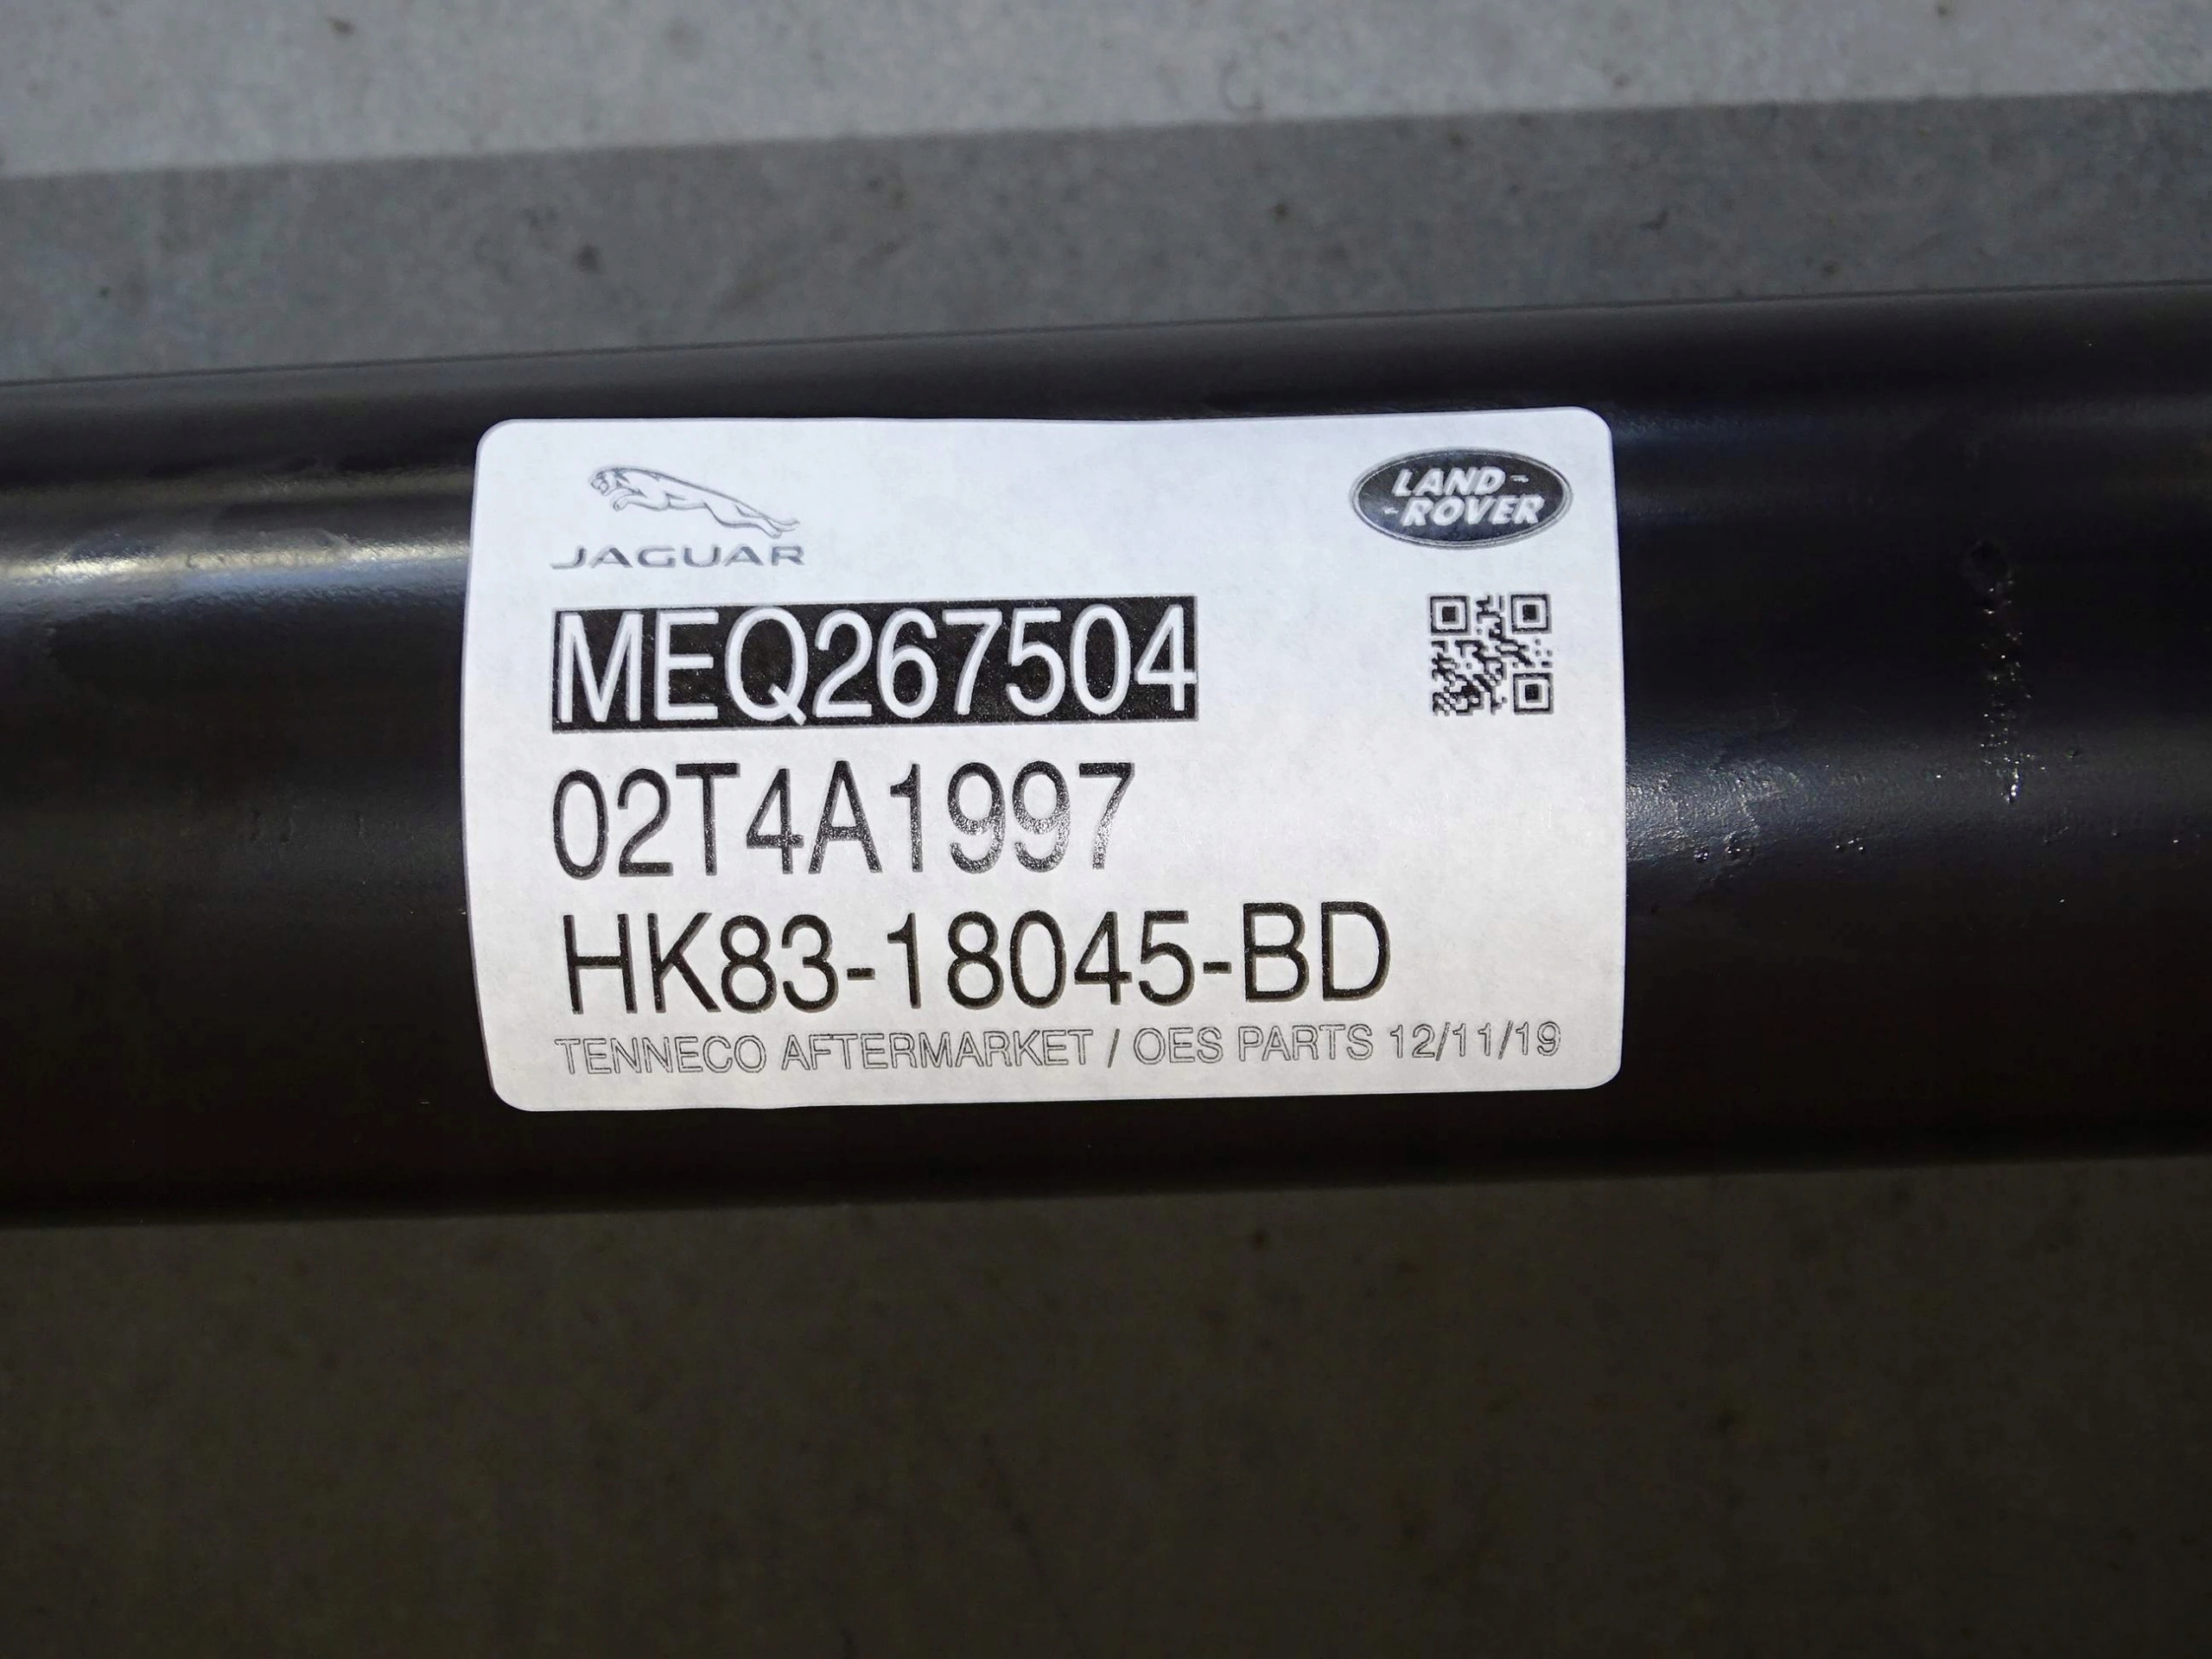 JAGUAR
LAND-
-ROVER
MEQ267504
02T4A1997
HK83-18045-BD
TENNECO AFTERMARKET / OES PARTS 12/11/19